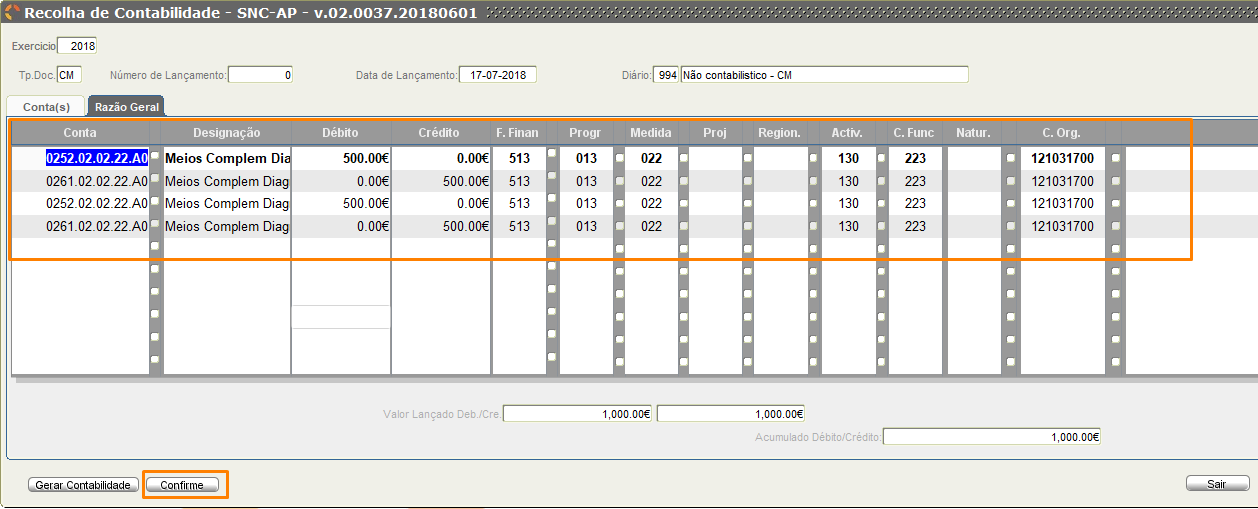 Recolha de Contabilidade - SNC-AP - v.02.0037.20180601
Exercicio 2018
Tp.Doc. CM Número de Lançamento: 0 Data de Lançamento: 17-07-2018 Diário: 994 Não contabilistico - CM
Conta(s) Razão Geral
Conta Designação Débito Crédito F. Finan Progr Medida Proj Region. Activ. C. Func Natur. C. Org.
0252.02.02.22.A0 Meios Complem Dia 500.00€ 0.00€ 513 013 022 130 223 121031700
0261.02.02.22.A0 Meios Complem Diag 0.00€ 500.00€ 513 013 022 130 223 121031700
0252.02.02.22.A0 Meios Complem Diag 500.00€ 0.00€ 513 013 022 130 223 121031700
0261.02.02.22.A0 Meios Complem Diag 0.00€ 500.00€ 513 013 022 130 223 121031700
Valor Lançado Deb./Cre. 1,000.00€ 1,000.00€
Acumulado Débito/Crédito: 1,000.00€
Gerar Contabilidade Confirme Sair